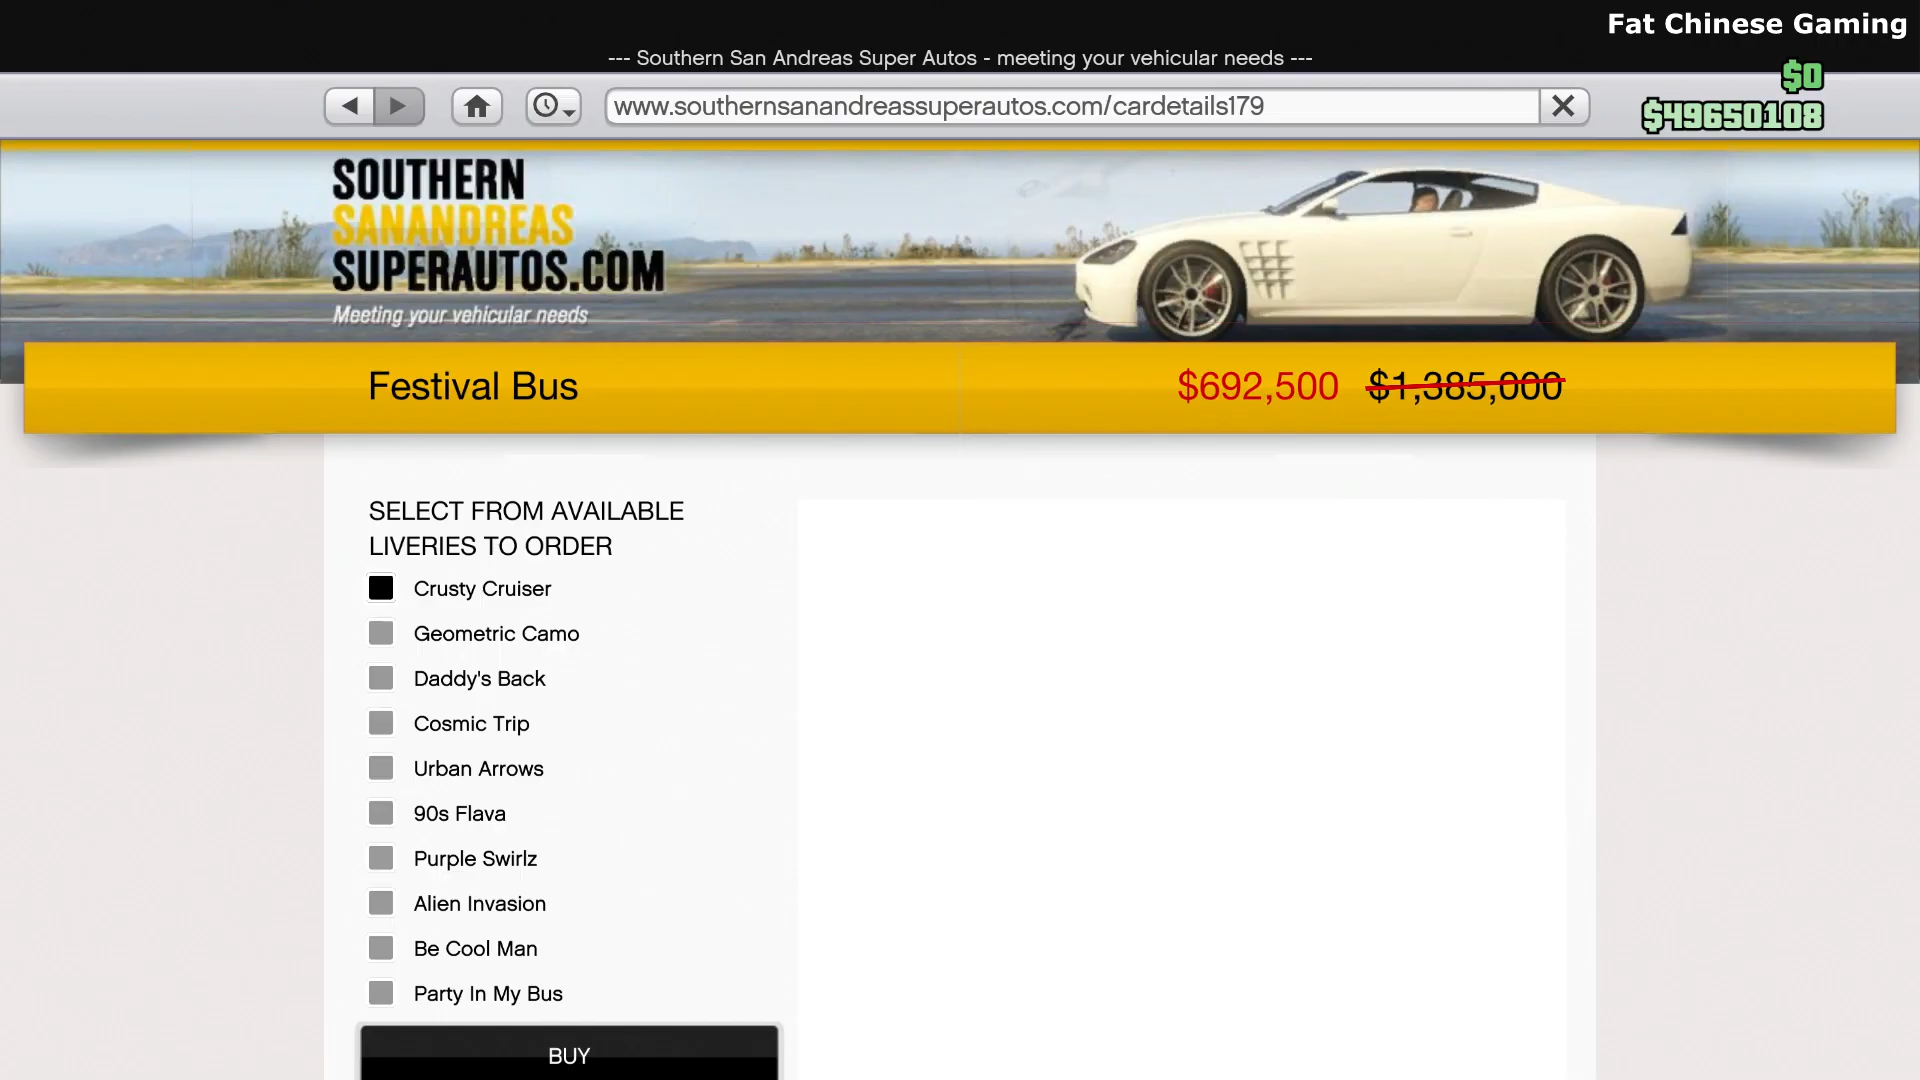 Fat Chinese Gaming
--- Southern San Andreas Super Autos - meeting your vehicular needs ---
$0
www.southernsanandreassuperautos.com/cardetails179
$49650108
SOUTHERN
SANANDREAS
SUPERAUTOS.COM
Meeting your vehicular needs
Festival Bus
$692,500 $1,385,000
SELECT FROM AVAILABLE
LIVERIES TO ORDER
Crusty Cruiser
Geometric Camo
Daddy's Back
Cosmic Trip
Urban Arrows
90s Flava
Purple Swirlz
Alien Invasion
Be Cool Man
Party In My Bus
BUY